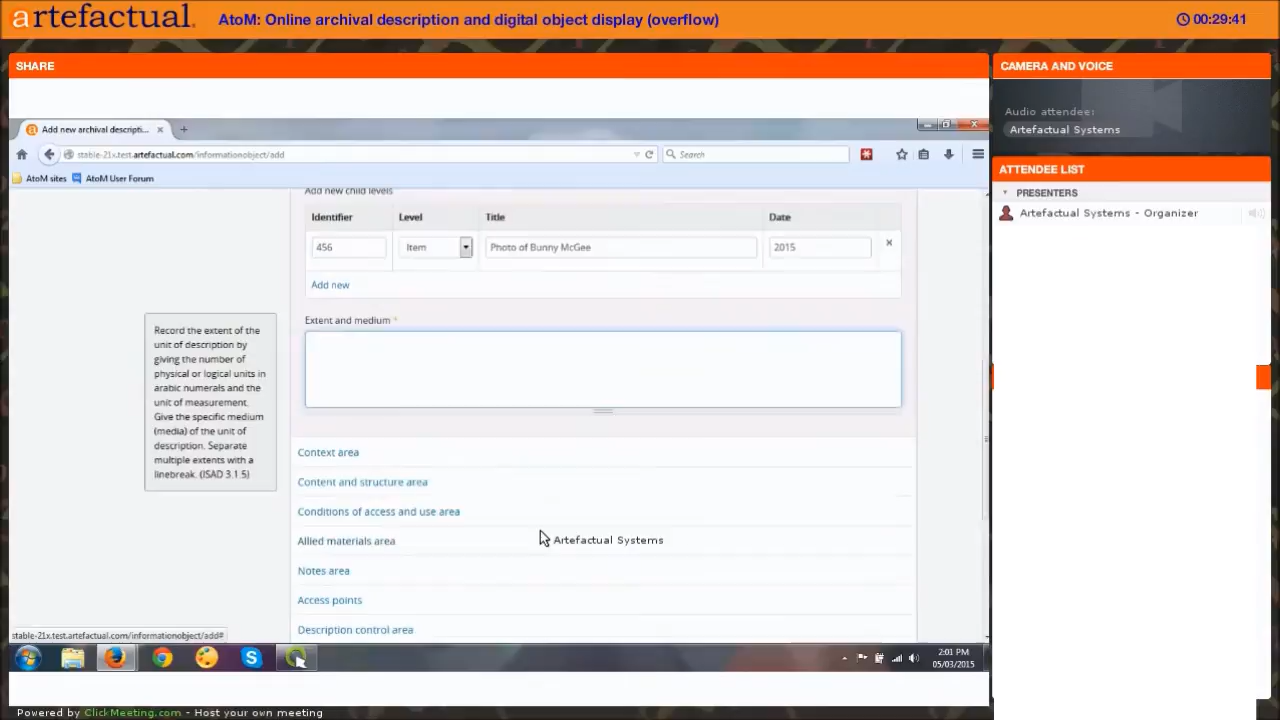 artefactual.
AtoM: Online archival description and digital object display (overflow)
00:29:41
SHARE
CAMERA AND VOICE
Audio attendee:
Artefactual Systems
ATTENDEE LIST
PRESENTERS
Artefactual Systems - Organizer
Add new archival descripti...
stable-21x.test.artefactual.com/informationobject/add
Search
AtoM sites
AtoM User Forum
Add new child levels
Identifier Level Title Date
456 Item Photo of Bunny McGee 2015
Add new
Extent and medium *
Record the extent of the
unit of description by
giving the number of
physical or logical units in
arabic numerals and the
unit of measurement.
Give the specific medium
(media) of the unit of
description. Separate
multiple extents with a
linebreak. (ISAD 3.1.5)
Context area
Content and structure area
Conditions of access and use area
Allied materials area
Artefactual Systems
Notes area
Access points
Description control area
stable-21x.test.artefactual.com/informationobject/add#
2:01 PM
05/03/2015
Powered by ClickMeeting.com - Host your own meeting